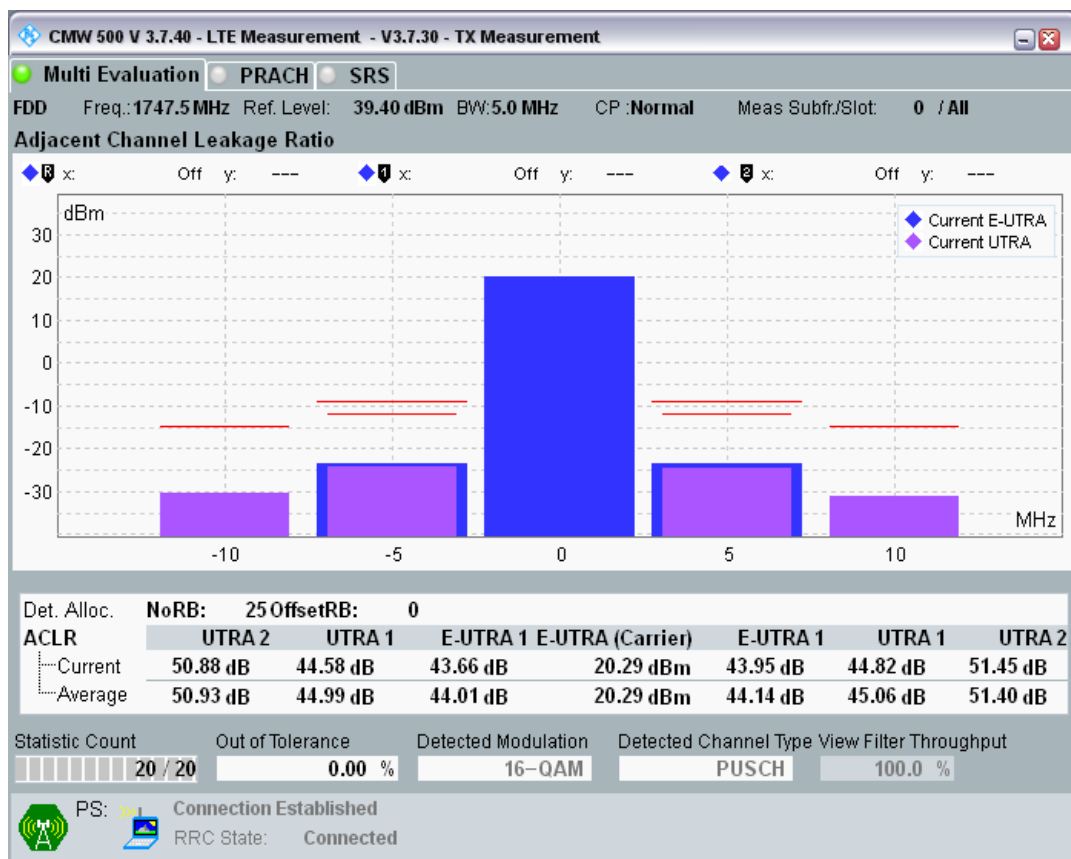 CMW 500 V 3.7.40 - LTE Measurement - V3.7.30 - TX Measurement
Multi Evaluation PRACH SRS
FDD Freq.: 1747.5 MHz Ref. Level: 39.40 dBm BW: 5.0 MHz CP : Normal Meas Subfr./Slot: 0 / All
Adjacent Channel Leakage Ratio
R x: Off y: --- 1 x: Off y: --- 2 x: Off y: ---
dBm
Current E-UTRA
Current UTRA
30
20
10
0
-10
-20
-30
MHz
-10 -5 0 5 10
Det. Alloc. NoRB: 25 OffsetRB: 0
ACLR UTRA 2 UTRA 1 E-UTRA 1 E-UTRA (Carrier) E-UTRA 1 UTRA 1 UTRA 2
Current 50.88 dB 44.58 dB 43.66 dB 20.29 dBm 43.95 dB 44.82 dB 51.45 dB
Average 50.93 dB 44.99 dB 44.01 dB 20.29 dBm 44.14 dB 45.06 dB 51.40 dB
Statistic Count Out of Tolerance Detected Modulation Detected Channel Type View Filter Throughput
20 / 20 0.00 % 16-QAM PUSCH 100.0 %
PS: Connection Established
RRC State: Connected